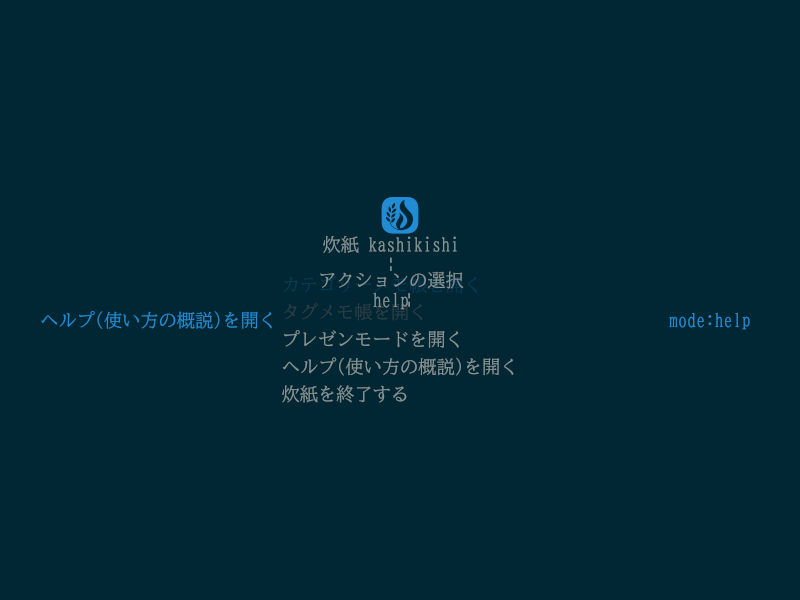 炊紙 kashikishi
アクションの選択
help
タグメモ帳を開く
ヘルプ(使い方の概説)を開く
mode:help
プレゼンモードを開く
ヘルプ(使い方の概説)を開く
炊紙を終了する